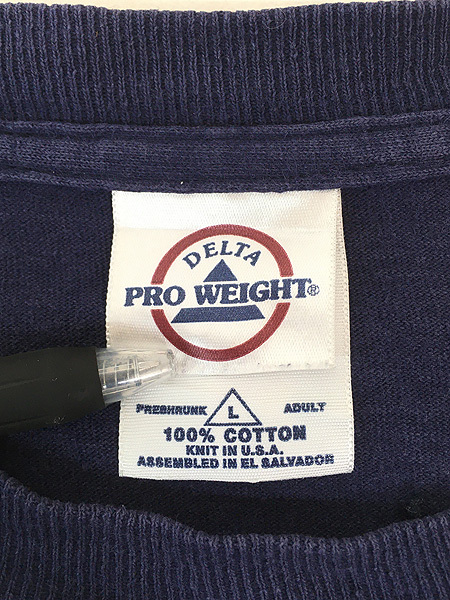 DELTA
PRO WEIGHT®
PRESHRUNK L ADULT
100% COTTON
KNIT IN U.S.A.
ASSEMBLED IN EL SALVADOR